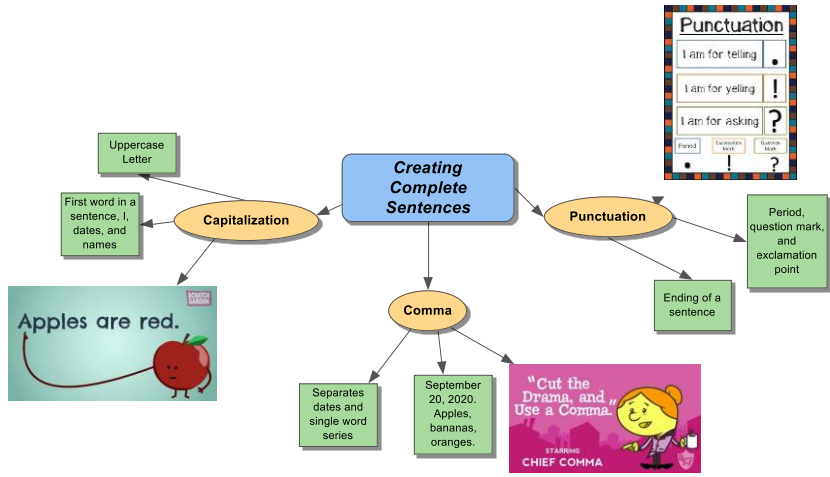 Punctuation
I am for telling .
I am for yelling !
I am for asking ?
Period
Exclamation
Mark
Question
Mark
. ! ?
Uppercase
Letter
Creating
Complete
Sentences
First word in a
sentence, I,
dates, and
names
Capitalization
Punctuation
Period,
question mark,
and
exclamation
point
SCRATCH
GARDEN
Apples are red.
Comma
Ending of a
sentence
Separates
dates and
single word
series
September
20, 2020.
Apples,
bananas,
oranges.
"Cut the
Drama, and
Use a Comma."
STARRING
CHIEF COMMA